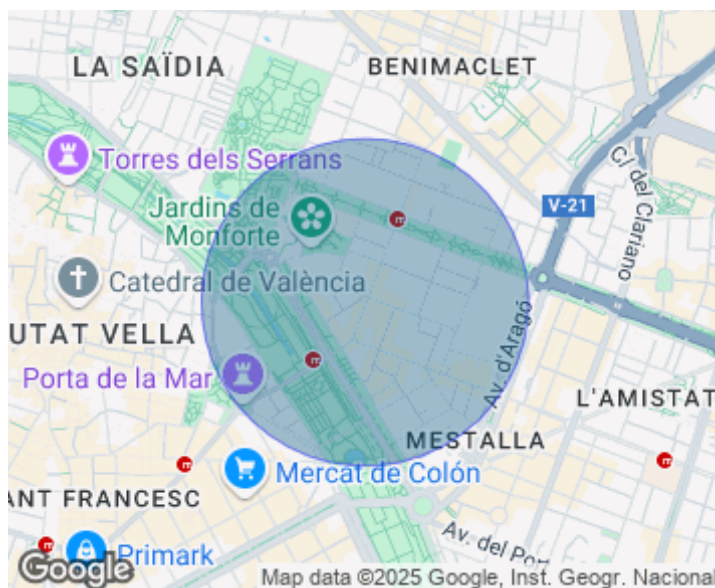 LA SAÏDIA
BENIMACLET
Torres dels Serrans
C/ del Clariano
Jardins de
Monforte
V-21
Catedral de València
UTAT VELLA
Av. d'Aragó
Porta de la Mar
L'AMISTAT
MESTALLA
Mercat de Colón
ANT FRANCESC
Av. del Por
Primark
Google
Map data ©2025 Google, Inst. Geogr. Nacional